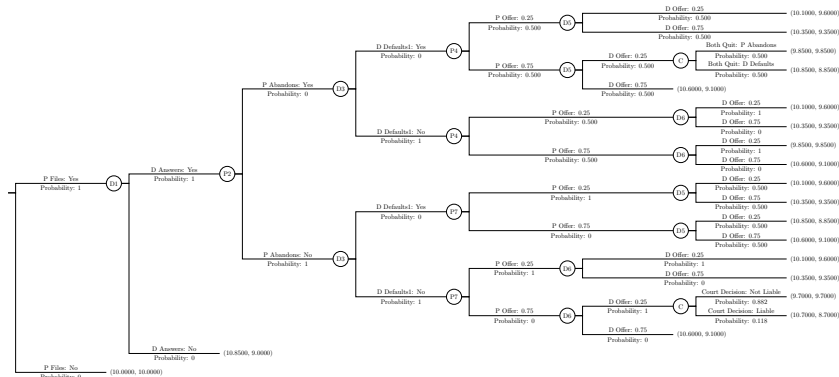 P Files: Yes
Probability: 1
D1
D Answers: Yes
Probability: 1
P2
P Abandons: Yes
Probability: 0
D3
D Defaults1: Yes
Probability: 0
P4
P Offer: 0.25
Probability: 0.500
D5
D Offer: 0.25
Probability: 0.500
(10.1000, 9.6000)
D Offer: 0.75
Probability: 0.500
(10.3500, 9.3500)
P Offer: 0.75
Probability: 0.500
D5
D Offer: 0.25
Probability: 0.500
C
Both Quit: P Abandons
Probability: 0.500
(9.8500, 9.8500)
Both Quit: D Defaults
Probability: 0.500
(10.8500, 8.8500)
D Offer: 0.75
Probability: 0.500
(10.6000, 9.1000)
D Defaults1: No
Probability: 1
P4
P Offer: 0.25
Probability: 0.500
D6
D Offer: 0.25
Probability: 1
(10.1000, 9.6000)
D Offer: 0.75
Probability: 0
(10.3500, 9.3500)
P Offer: 0.75
Probability: 0.500
D6
D Offer: 0.25
Probability: 1
(9.8500, 9.8500)
D Offer: 0.75
Probability: 0
(10.6000, 9.1000)
P Abandons: No
Probability: 1
D3
D Defaults1: Yes
Probability: 0
P7
P Offer: 0.25
Probability: 1
D5
D Offer: 0.25
Probability: 0.500
(10.1000, 9.6000)
D Offer: 0.75
Probability: 0.500
(10.3500, 9.3500)
P Offer: 0.75
Probability: 0
D5
D Offer: 0.25
Probability: 0.500
(10.8500, 8.8500)
D Offer: 0.75
Probability: 0.500
(10.6000, 9.1000)
D Defaults1: No
Probability: 1
P7
P Offer: 0.25
Probability: 1
D6
D Offer: 0.25
Probability: 1
(10.1000, 9.6000)
D Offer: 0.75
Probability: 0
(10.3500, 9.3500)
P Offer: 0.75
Probability: 0
D6
D Offer: 0.25
Probability: 1
C
Court Decision: Not Liable
Probability: 0.882
(9.7000, 9.7000)
Court Decision: Liable
Probability: 0.118
(10.7000, 8.7000)
D Offer: 0.75
Probability: 0
(10.6000, 9.1000)
D Answers: No
Probability: 0
(10.8500, 9.0000)
P Files: No
Probability: 0
(10.0000, 10.0000)